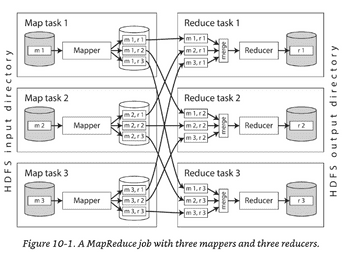 HDFS input directory
Map task 1
m 1
Mapper
m 1, r 1
m 1, r 2
m 1, r 3
Map task 2
m 2
Mapper
m 2, r 1
m 2, r 2
m 2, r 3
Map task 3
m 3
Mapper
m 3, r 1
m 3, r 2
m 3, r 3
Reduce task 1
m 1, r 1
m 2, r 1
m 3, r 1
merge
Reducer
r 1
Reduce task 2
m 1, r 2
m 2, r 2
m 3, r 2
merge
Reducer
r 2
Reduce task 3
m 1, r 3
m 2, r 3
m 3, r 3
merge
Reducer
r 3
HDFS output directory
Figure 10-1. A MapReduce job with three mappers and three reducers.